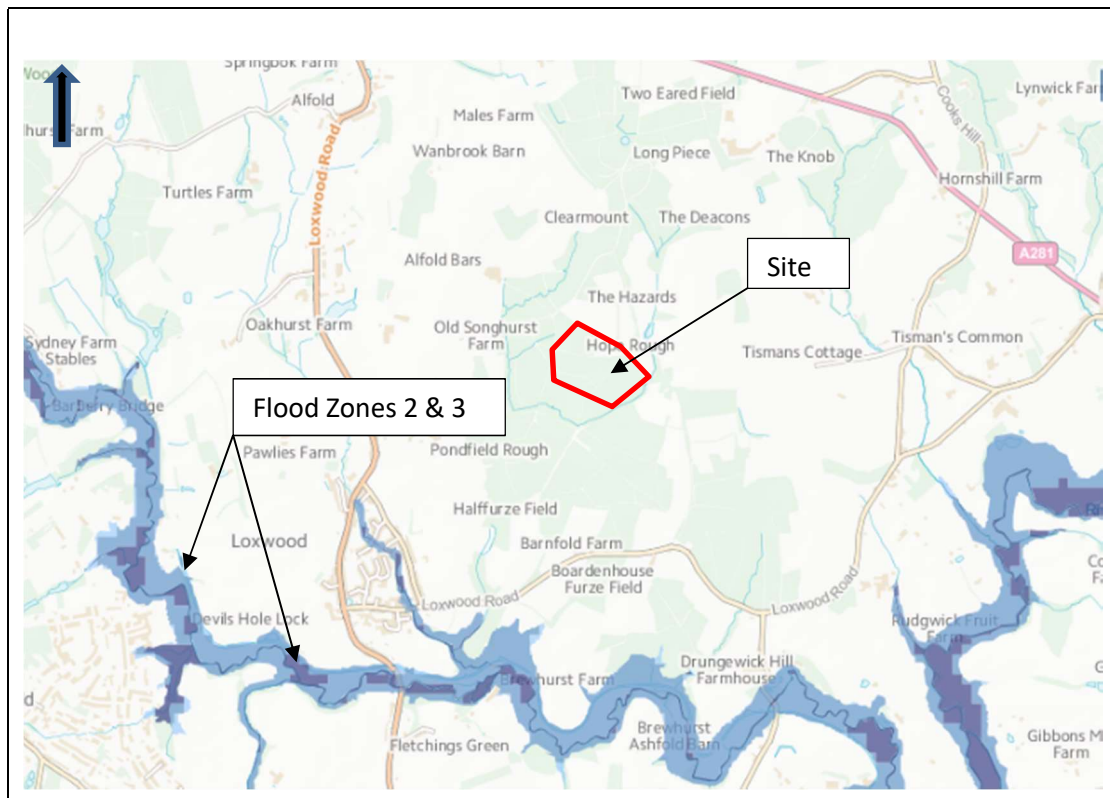 Springbook Farm
Alfold
Two Eared Field
Lynwick
Males Farm
Cooks Hill
Loxwood Road
Wanbrook Barn
Long Piece
The Knob
Turtles Farm
Hornshill Farm
Clearmount
The Deacons
A281
Site
Alfold Bars
The Hazards
Oakhurst Farm
Old Songhurst
Farm
Hope Rough
Tisman's Common
Sydney Farm
Stables
Tismans Cottage
Flood Zones 2 & 3
Barberry Bridge
Pawlies Farm
Pondfield Rough
Halffurze Field
Loxwood
Barnfold Farm
Boardenhouse
Furze Field
Loxwood Road
Loxwood Road
Devils Hole Lock
Rudgwick Fruit
Farm
Drungewick Hill
Farmhouse
Brewhurst Farm
Brewhurst
Ashfold Barn
Fletchings Green
Gibbons
Farm